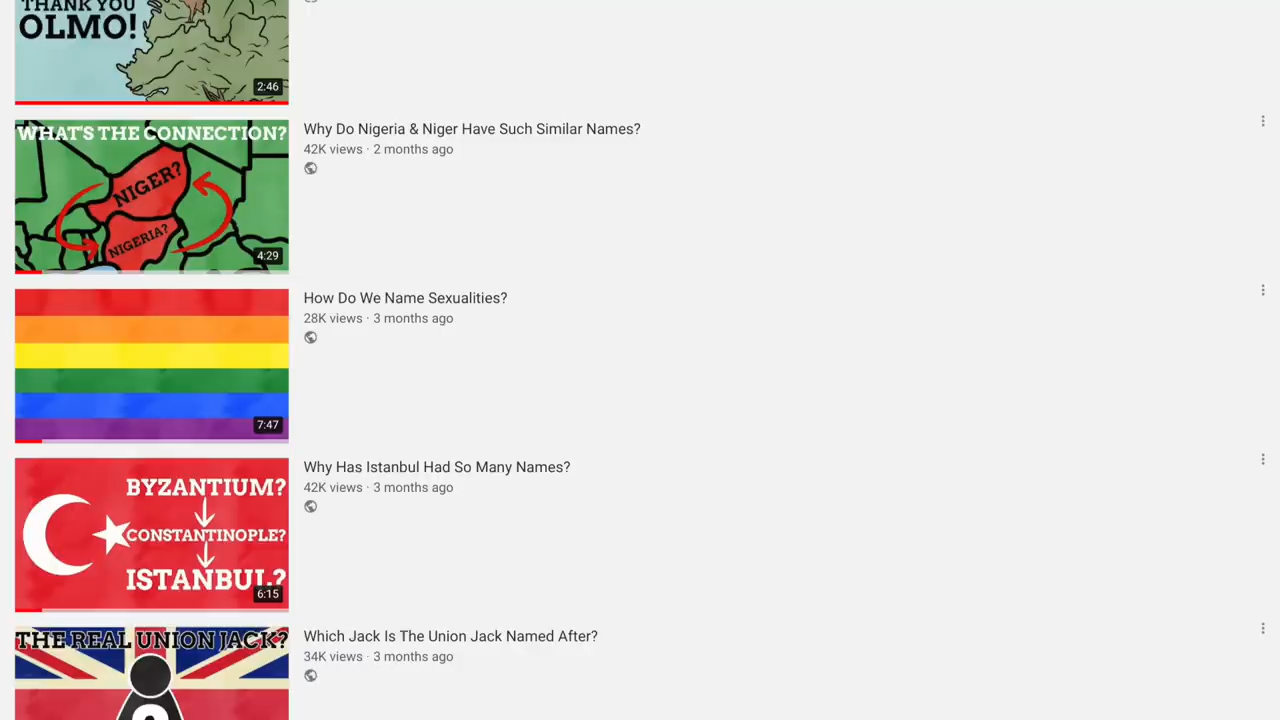 THANK YOU
OLMO!
2:46
WHAT'S THE CONNECTION?
NIGER?
NIGERIA?
4:29
Why Do Nigeria & Niger Have Such Similar Names?
42K views · 2 months ago
7:47
How Do We Name Sexualities?
28K views · 3 months ago
BYZANTIUM?
CONSTANTINOPLE?
ISTANBUL?
6:15
Why Has Istanbul Had So Many Names?
42K views · 3 months ago
THE REAL UNION JACK?
Which Jack Is The Union Jack Named After?
34K views · 3 months ago